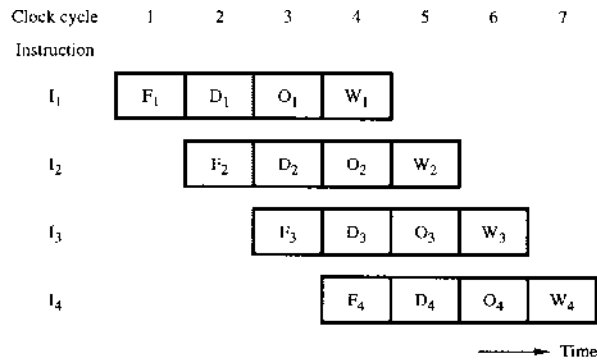 Clock cycle 1 2 3 4 5 6 7
Instruction
I1 F1 D1 O1 W1
I2 F2 D2 O2 W2
I3 F3 D3 O3 W3
I4 F4 D4 O4 W4
Time